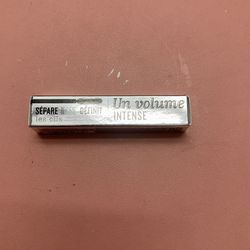 SÉPARE
les cils
DÉFINIT
Un volume
INTENSE